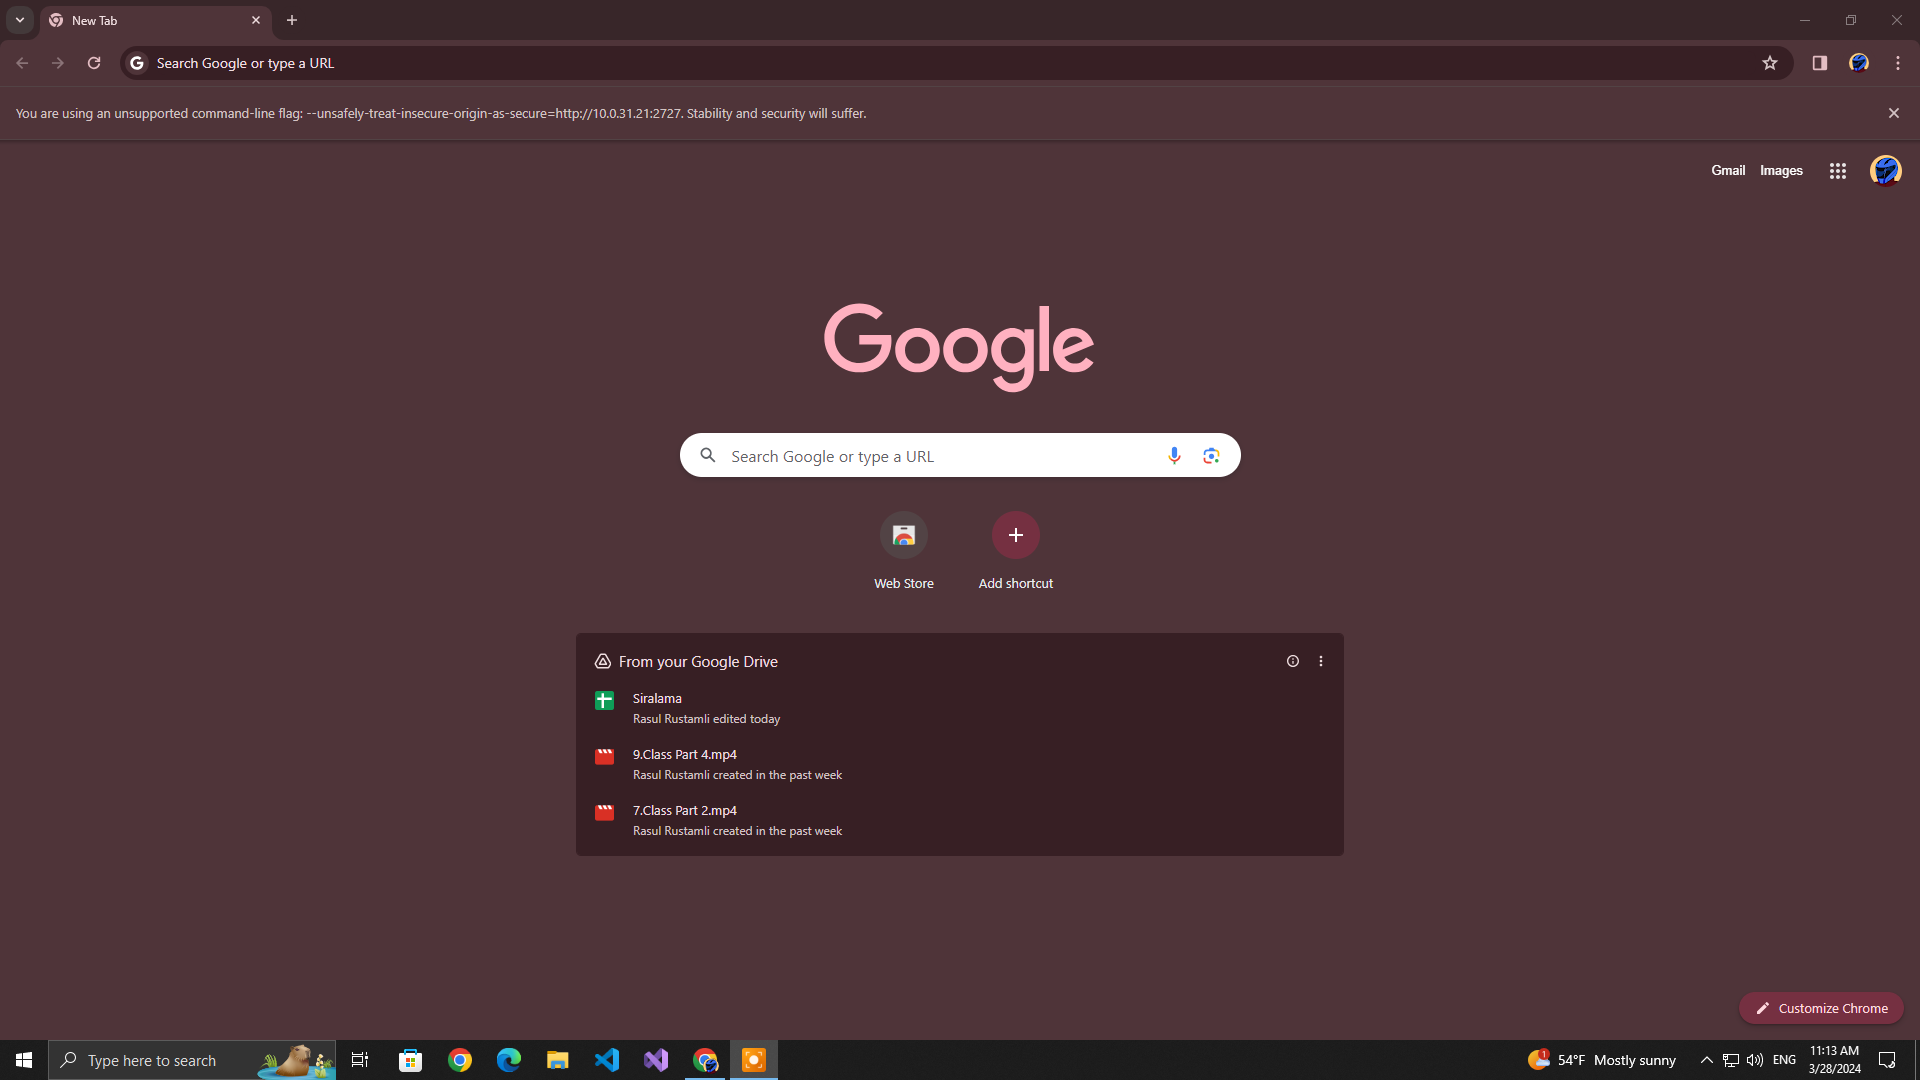 New Tab
Search Google or type a URL
You are using an unsupported command-line flag: --unsafely-treat-insecure-origin-as-secure=http://10.0.31.21:2727. Stability and security will suffer.
Gmail Images
Google
Search Google or type a URL
Web Store Add shortcut
From your Google Drive
Siralama
Rasul Rustamli edited today
9.Class Part 4.mp4
Rasul Rustamli created in the past week
7.Class Part 2.mp4
Rasul Rustamli created in the past week
Customize Chrome
Type here to search
1
54°F Mostly sunny
ENG
11:13 AM
3/28/2024